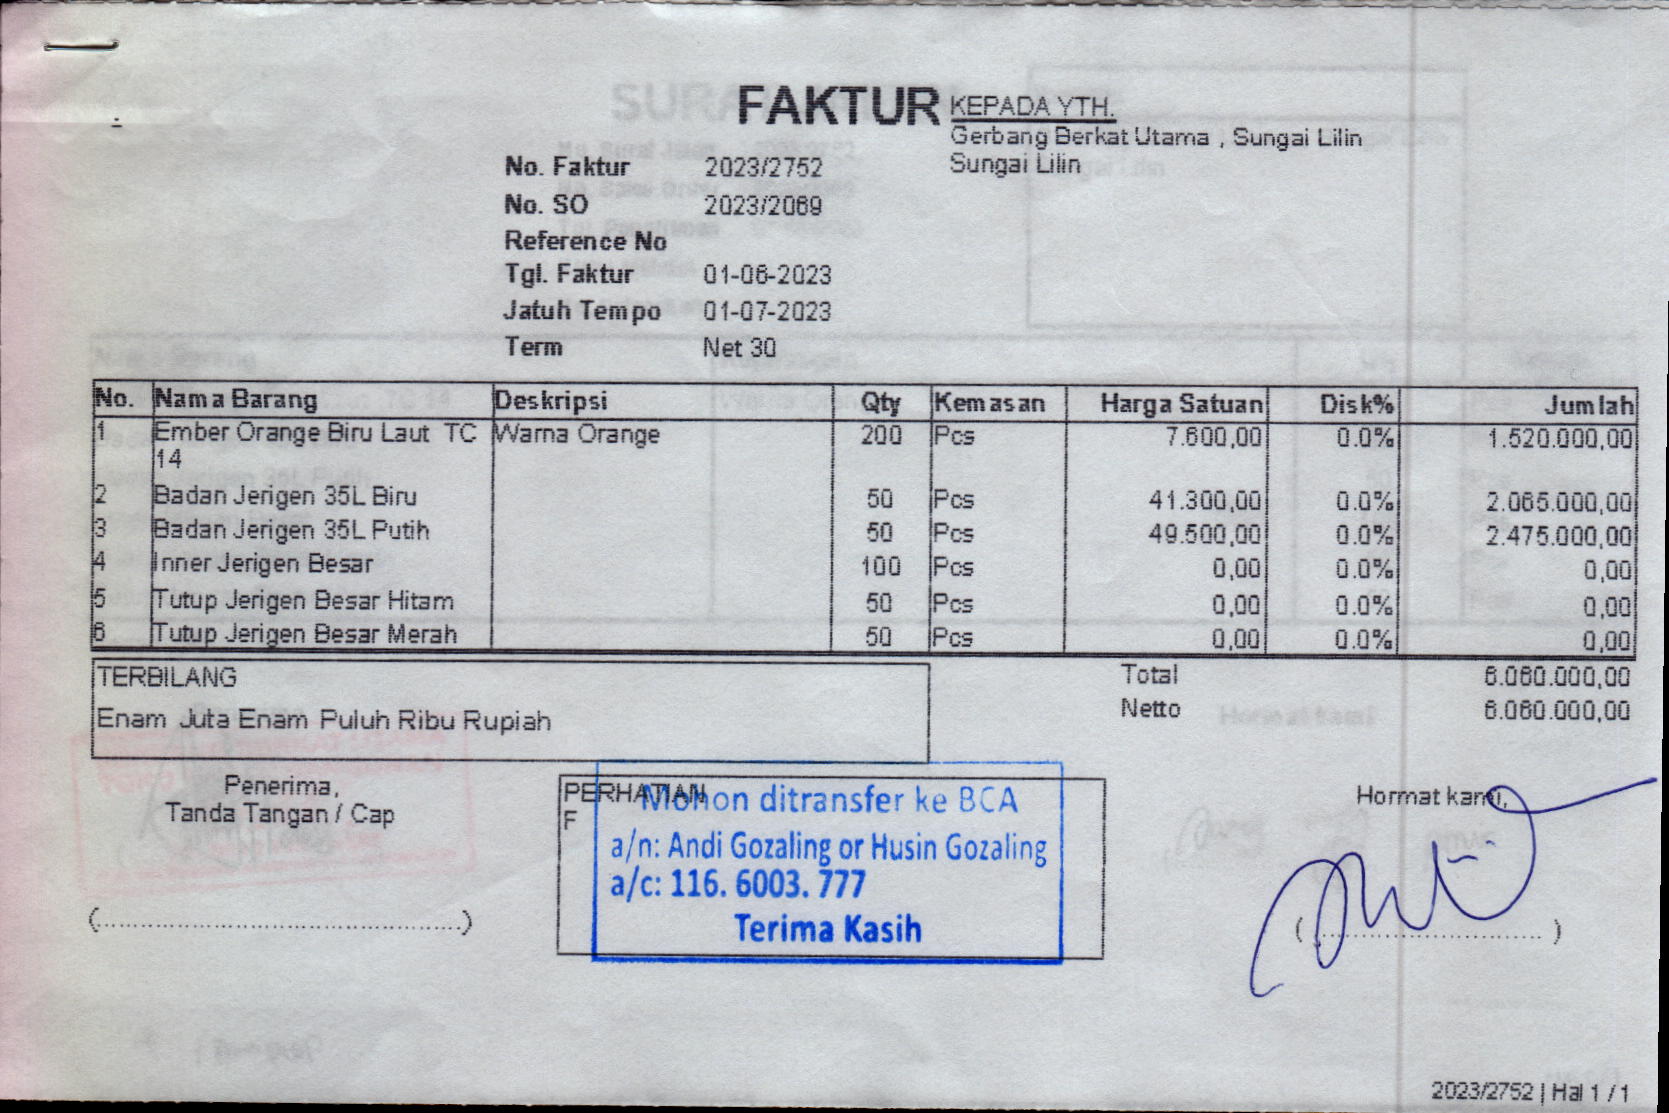 FAKTUR
KEPADA YTH.
Gerbang Berkat Utama , Sungai Lilin
Sungai Lilin
No. Faktur 2023/2752
No. SO 2023/2069
Reference No
Tgl. Faktur 01-06-2023
Jatuh Tempo 01-07-2023
Term Net 30
No. Nama Barang Deskripsi Qty Kemasan Harga Satuan Disk% Jumlah
1 Ember Orange Biru Laut TC Warna Orange 200 Pcs 7.600,00 0.0% 1.520.000,00
14
2 Badan Jerigen 35L Biru 50 Pcs 41.300,00 0.0% 2.065.000,00
3 Badan Jerigen 35L Putih 50 Pcs 49.500,00 0.0% 2.475.000,00
4 Inner Jerigen Besar 100 Pcs 0,00 0.0% 0,00
5 Tutup Jerigen Besar Hitam 50 Pcs 0,00 0.0% 0,00
6 Tutup Jerigen Besar Merah 50 Pcs 0,00 0.0% 0,00
TERBILANG
Enam Juta Enam Puluh Ribu Rupiah
Total 6.060.000,00
Netto 6.060.000,00
Penerima,
Tanda Tangan / Cap
(...............................................)
PERHATIAN
F
Mohon ditransfer ke BCA
a/n: Andi Gozaling or Husin Gozaling
a/c: 116. 6003. 777
Terima Kasih
Hormat kami,
(...............................)
2023/2752 | Hal 1 / 1